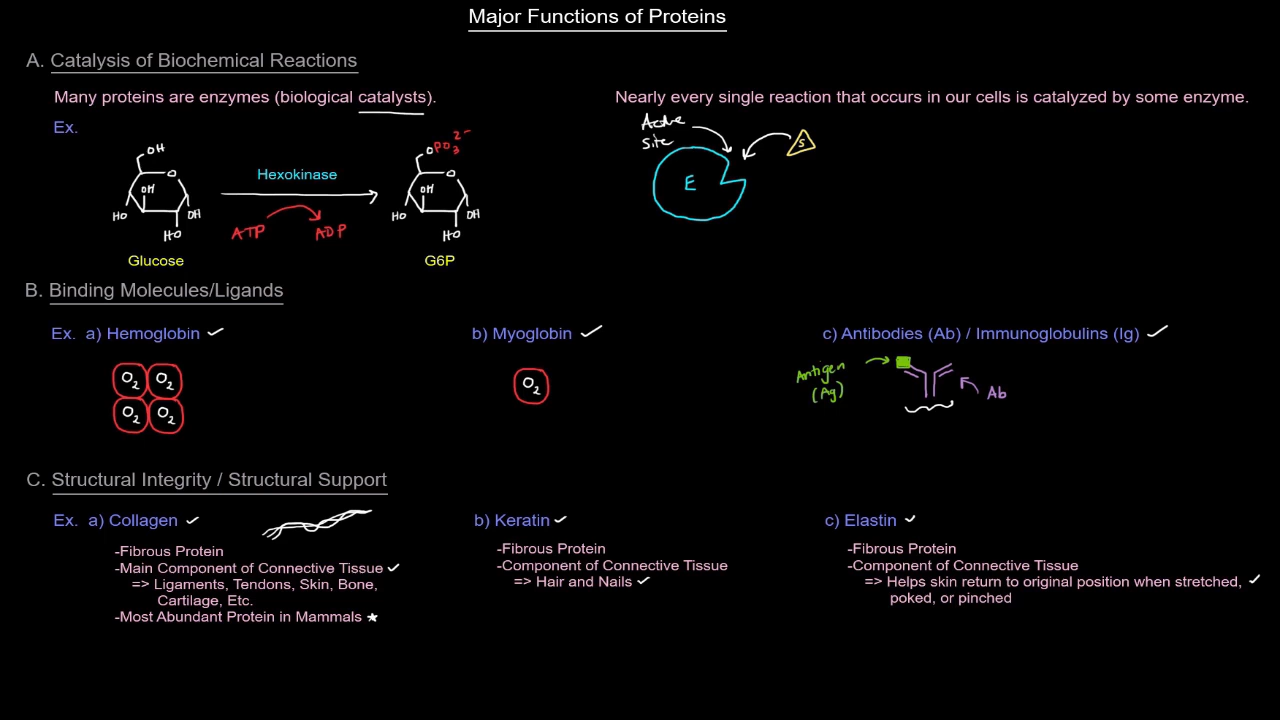 Major Functions of Proteins
A. Catalysis of Biochemical Reactions
Many proteins are enzymes (biological catalysts).
Nearly every single reaction that occurs in our cells is catalyzed by some enzyme.
Ex.
OH
O
OH
HO
OH
HO
Glucose
Hexokinase
ATP
ADP
OPO3 2-
O
OH
HO
OH
HO
G6P
Active
site
E
S
B. Binding Molecules/Ligands
Ex. a) Hemoglobin
O2 O2
O2 O2
b) Myoglobin
O2
c) Antibodies (Ab) / Immunoglobulins (Ig)
Antigen
(Ag)
Ab
C. Structural Integrity / Structural Support
Ex. a) Collagen
-Fibrous Protein
-Main Component of Connective Tissue
=> Ligaments, Tendons, Skin, Bone,
Cartilage, Etc.
-Most Abundant Protein in Mammals
b) Keratin
-Fibrous Protein
-Component of Connective Tissue
=> Hair and Nails
c) Elastin
-Fibrous Protein
-Component of Connective Tissue
=> Helps skin return to original position when stretched,
poked, or pinched